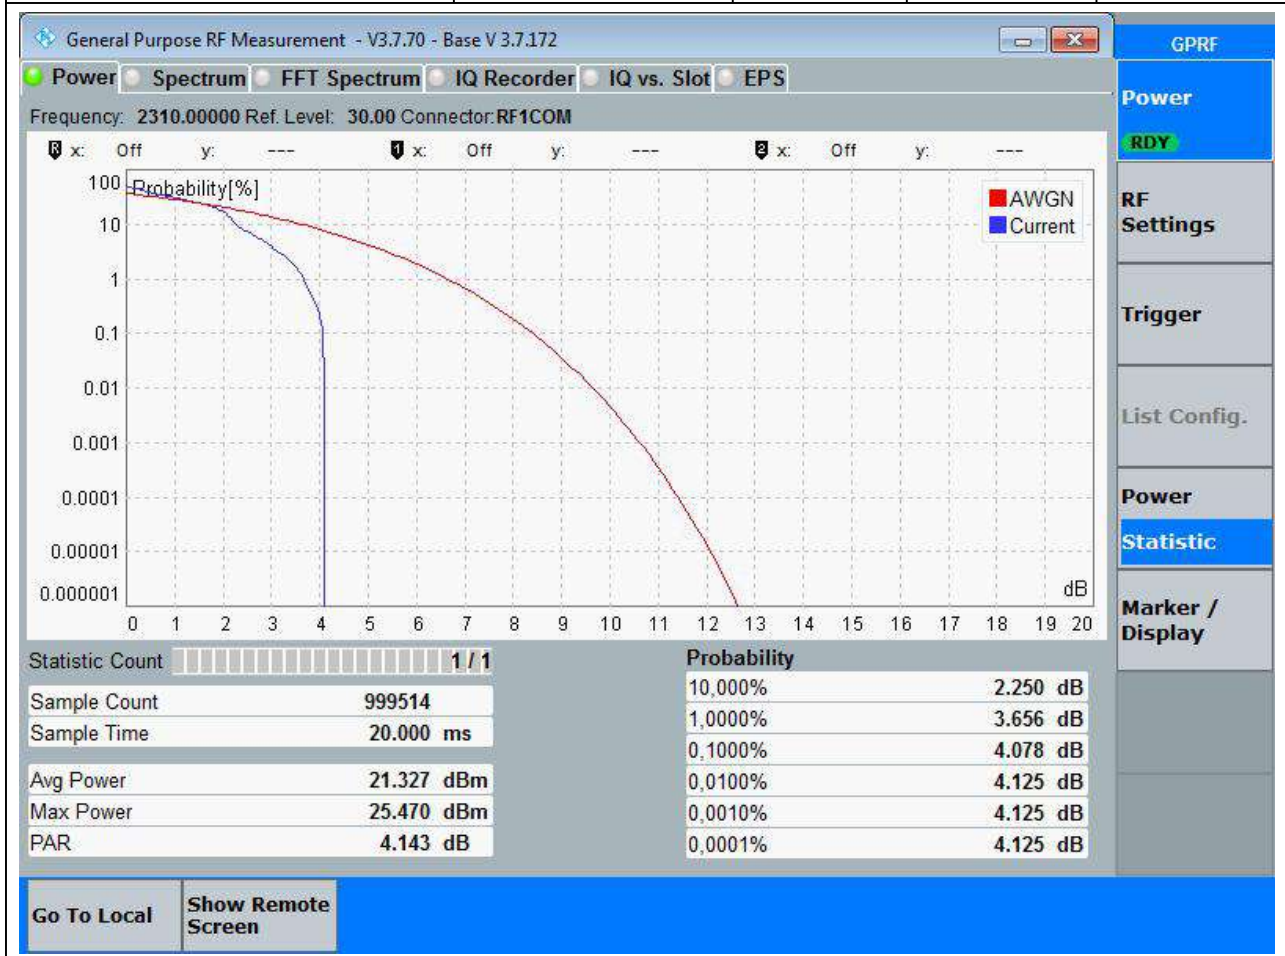 General Purpose RF Measurement - V3.7.70 - Base V 3.7.172
Power Spectrum FFT Spectrum IQ Recorder IQ vs. Slot EPS
Frequency: 2310.00000 Ref. Level: 30.00 Connector: RF1COM
R x: Off y: --- 1 x: Off y: --- 2 x: Off y: ---
Probability[%]
AWGN
Current
100
10
1
0.1
0.01
0.001
0.0001
0.00001
0.000001
dB
0 1 2 3 4 5 6 7 8 9 10 11 12 13 14 15 16 17 18 19 20
Statistic Count 1 / 1
Sample Count 999514
Sample Time 20.000 ms
Avg Power 21.327 dBm
Max Power 25.470 dBm
PAR 4.143 dB
Probability
10,000% 2.250 dB
1,0000% 3.656 dB
0,1000% 4.078 dB
0,0100% 4.125 dB
0,0010% 4.125 dB
0,0001% 4.125 dB
GPRF
Power
RDY
RF
Settings
Trigger
List Config.
Power
Statistic
Marker /
Display
Go To Local
Show Remote
Screen